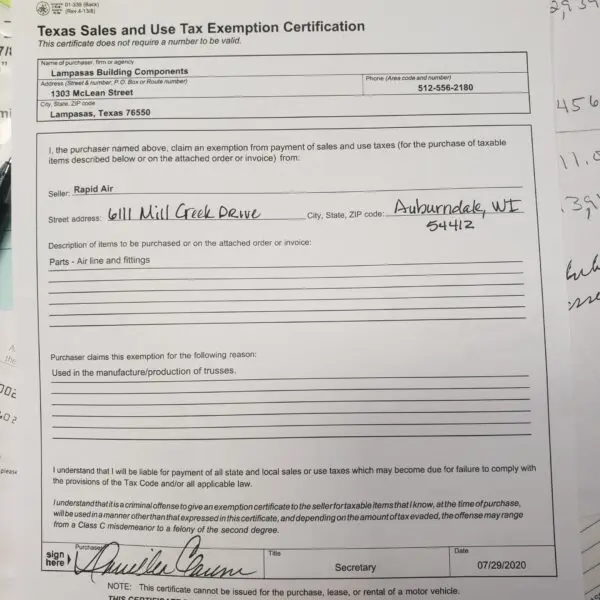 01-339 (Back)
(Rev.4-13/8)
Texas Sales and Use Tax Exemption Certification
This certificate does not require a number to be valid.
Name of purchaser, firm or agency
Lampasas Building Components
Address (Street & number, P.O. Box or Route number)
Phone (Area code and number)
1303 McLean Street
512-556-2180
City, State, ZIP code
Lampasas, Texas 76550
I, the purchaser named above, claim an exemption from payment of sales and use taxes (for the purchase of taxable
items described below or on the attached order or invoice) from:
Seller: Rapid Air
Street address: 6111 Mill Creek Drive City, State, ZIP code: Auburndale, WI
54412
Description of items to be purchased or on the attached order or invoice:
Parts - Air line and fittings
Purchaser claims this exemption for the following reason:
Used in the manufacture/production of trusses.
I understand that I will be liable for payment of all state and local sales or use taxes which may become due for failure to comply with
the provisions of the Tax Code and/or all applicable law.
I understand that it is a criminal offense to give an exemption certificate to the seller for taxable items that I know, at the time of purchase,
will be used in a manner other than that expressed in this certificate, and depending on the amount of tax evaded, the offense may range
from a Class C misdemeanor to a felony of the second degree.
sign
here
Purchaser
Title
Date
Secretary
07/29/2020
NOTE: This certificate cannot be issued for the purchase, lease, or rental of a motor vehicle.
456
11.0
please